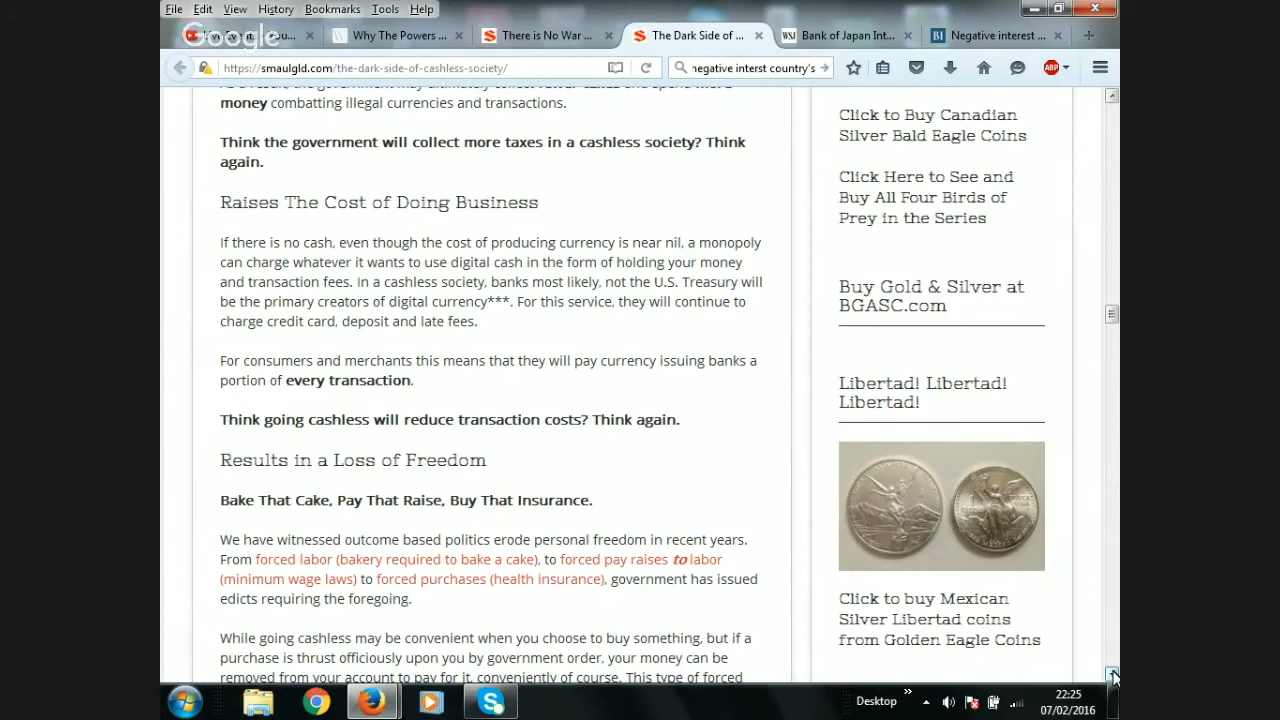 File Edit View History Bookmarks Tools Help
Google
Why The Powers ...
There is No War ...
The Dark Side of ...
Bank of Japan Int...
Negative interest ...
https://smaulgld.com/the-dark-side-of-cashless-society/
negative interst country's
ABP
money combatting illegal currencies and transactions.
Think the government will collect more taxes in a cashless society? Think
again.
Raises The Cost of Doing Business
If there is no cash, even though the cost of producing currency is near nil, a monopoly
can charge whatever it wants to use digital cash in the form of holding your money
and transaction fees. In a cashless society, banks most likely, not the U.S. Treasury will
be the primary creators of digital currency***. For this service, they will continue to
charge credit card, deposit and late fees.
For consumers and merchants this means that they will pay currency issuing banks a
portion of every transaction.
Think going cashless will reduce transaction costs? Think again.
Results in a Loss of Freedom
Bake That Cake, Pay That Raise, Buy That Insurance.
We have witnessed outcome based politics erode personal freedom in recent years.
From forced labor (bakery required to bake a cake), to forced pay raises to labor
(minimum wage laws) to forced purchases (health insurance), government has issued
edicts requiring the foregoing.
While going cashless may be convenient when you choose to buy something, but if a
purchase is thrust officiously upon you by government order, your money can be
removed from your account to pay for it, conveniently of course. This type of forced
Click to Buy Canadian
Silver Bald Eagle Coins
Click Here to See and
Buy All Four Birds of
Prey in the Series
Buy Gold & Silver at
BGASC.com
Libertad! Libertad!
Libertad!
Click to buy Mexican
Silver Libertad coins
from Golden Eagle Coins
Desktop
22:25
07/02/2016